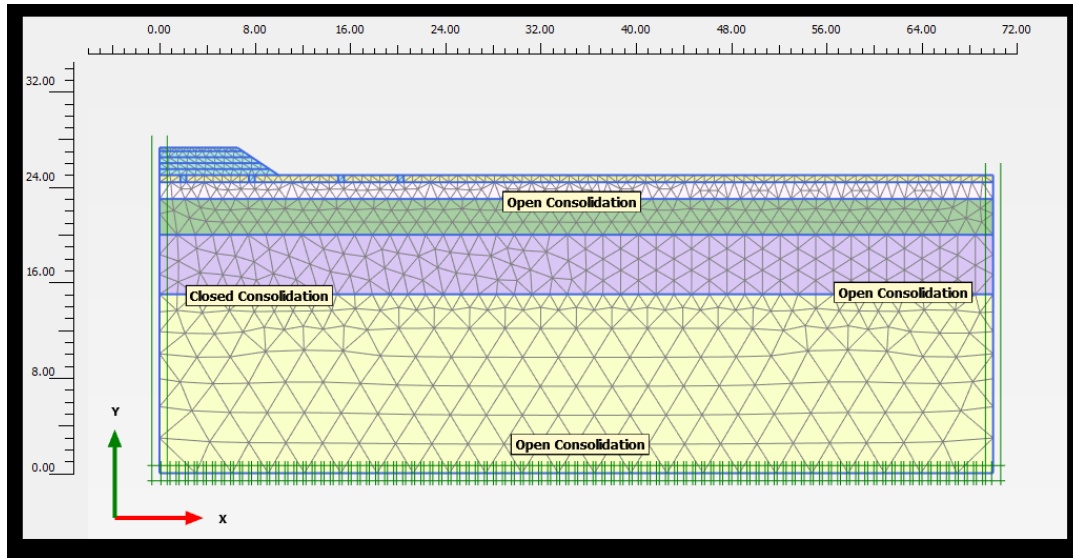 0.00 8.00 16.00 24.00 32.00 40.00 48.00 56.00 64.00 72.00
32.00
24.00
Open Consolidation
16.00
Closed Consolidation Open Consolidation
8.00
Y
Open Consolidation
0.00
X